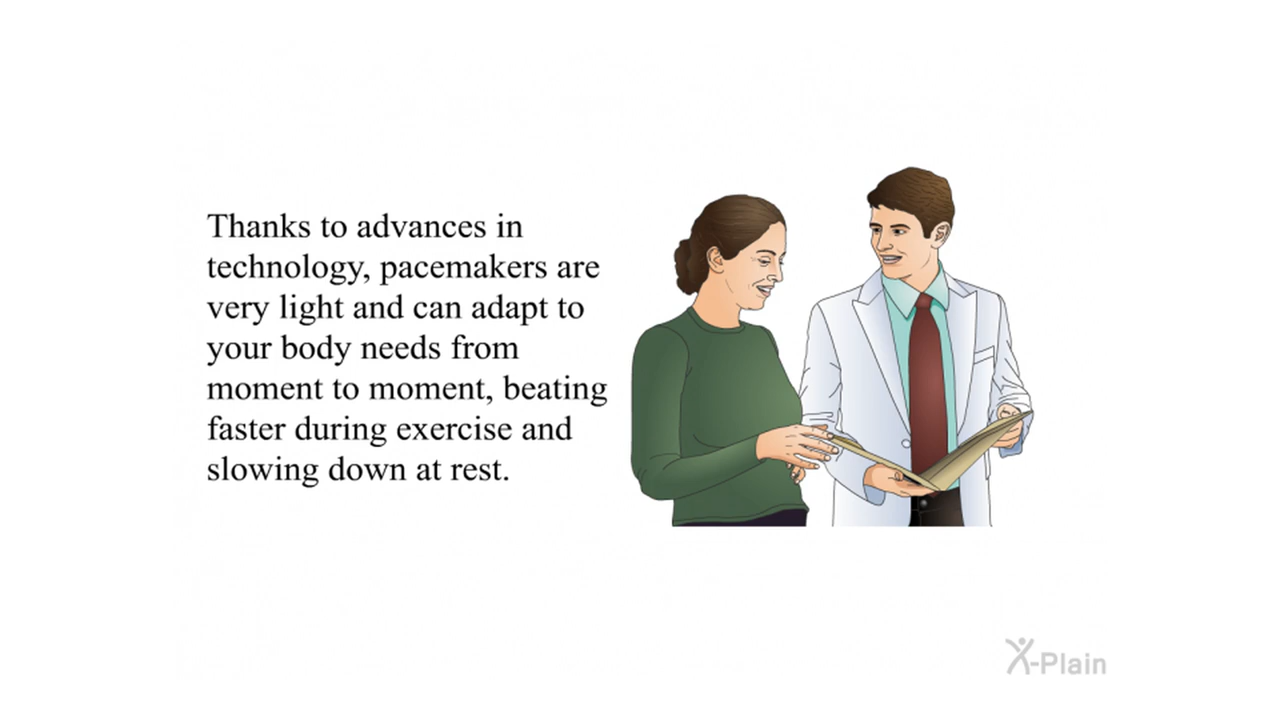 Thanks to advances in
technology, pacemakers are
very light and can adapt to
your body needs from
moment to moment, beating
faster during exercise and
slowing down at rest.
X-Plain